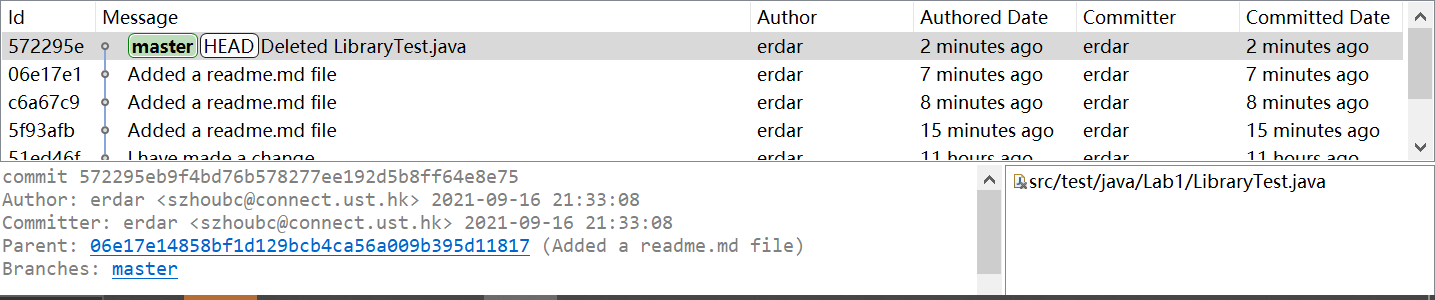 Id Message Author Authored Date Committer Committed Date
572295e master HEAD Deleted LibraryTest.java erdar 2 minutes ago erdar 2 minutes ago
06e17e1 Added a readme.md file erdar 7 minutes ago erdar 7 minutes ago
c6a67c9 Added a readme.md file erdar 8 minutes ago erdar 8 minutes ago
5f93afb Added a readme.md file erdar 15 minutes ago erdar 15 minutes ago
51ed46f I have made a change erdar 11 hours ago erdar 11 hours ago
commit 572295eb9f4bd76b578277ee192d5b8ff64e8e75
Author: erdar <szhoubc@connect.ust.hk> 2021-09-16 21:33:08
Committer: erdar <szhoubc@connect.ust.hk> 2021-09-16 21:33:08
Parent: 06e17e14858bf1d129bcb4ca56a009b395d11817 (Added a readme.md file)
Branches: master
src/test/java/Lab1/LibraryTest.java